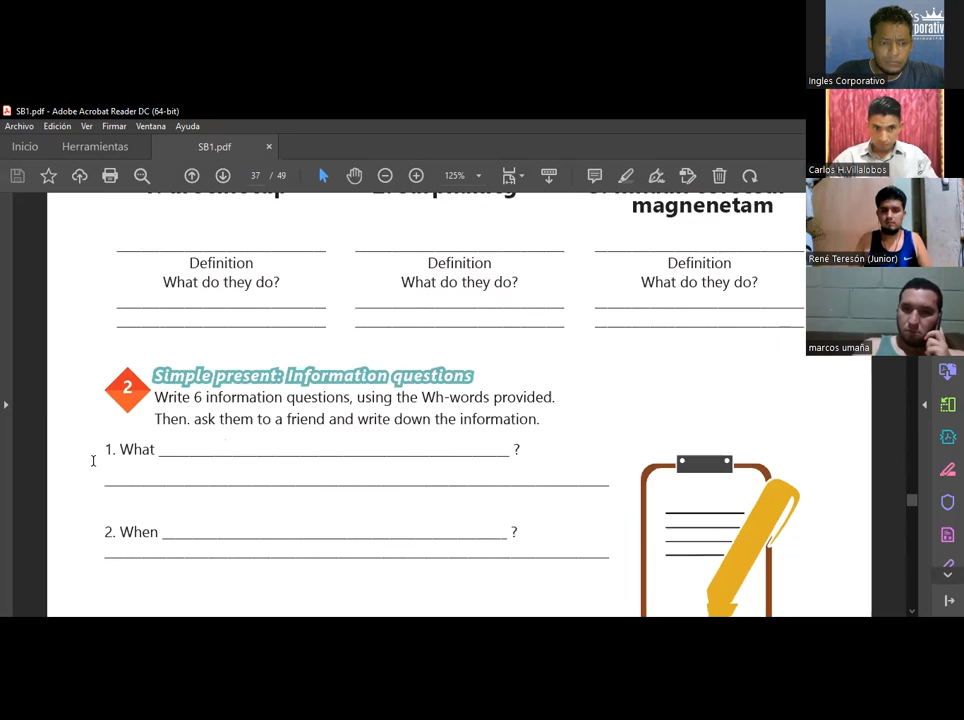 SB1.pdf - Adobe Acrobat Reader DC (64-bit)
Archivo Edición Ver Firmar Ventana Ayuda
Inicio Herramientas SB1.pdf ×
37 / 49 125%
magnenetam
Definition Definition Definition
What do they do? What do they do? What do they do?
2 Simple present: Information questions
Write 6 information questions, using the Wh-words provided.
Then. ask them to a friend and write down the information.
1. What ?
2. When ?
Ingles Corporativo
Carlos H.Villalobos
René Teresón (Junior)
marcos umaña